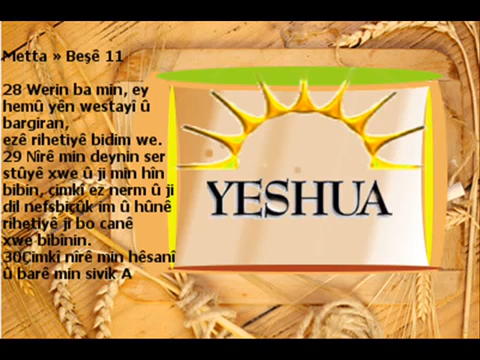 Metta » Beşê 11
28 Werin ba min, ey
hemû yên westayî û
bargiran,
ezê rihetiyê bidim we.
29 Nîrê min deynin ser
stûyê xwe û ji min hîn
bibin, çimkî ez nerm û ji
dil nefsbiçûk im û hûnê
rihetiyê ji bo canê
xwe bibînin.
30Çimkî nîrê min hêsanî
û barê min sivik A
YESHUA